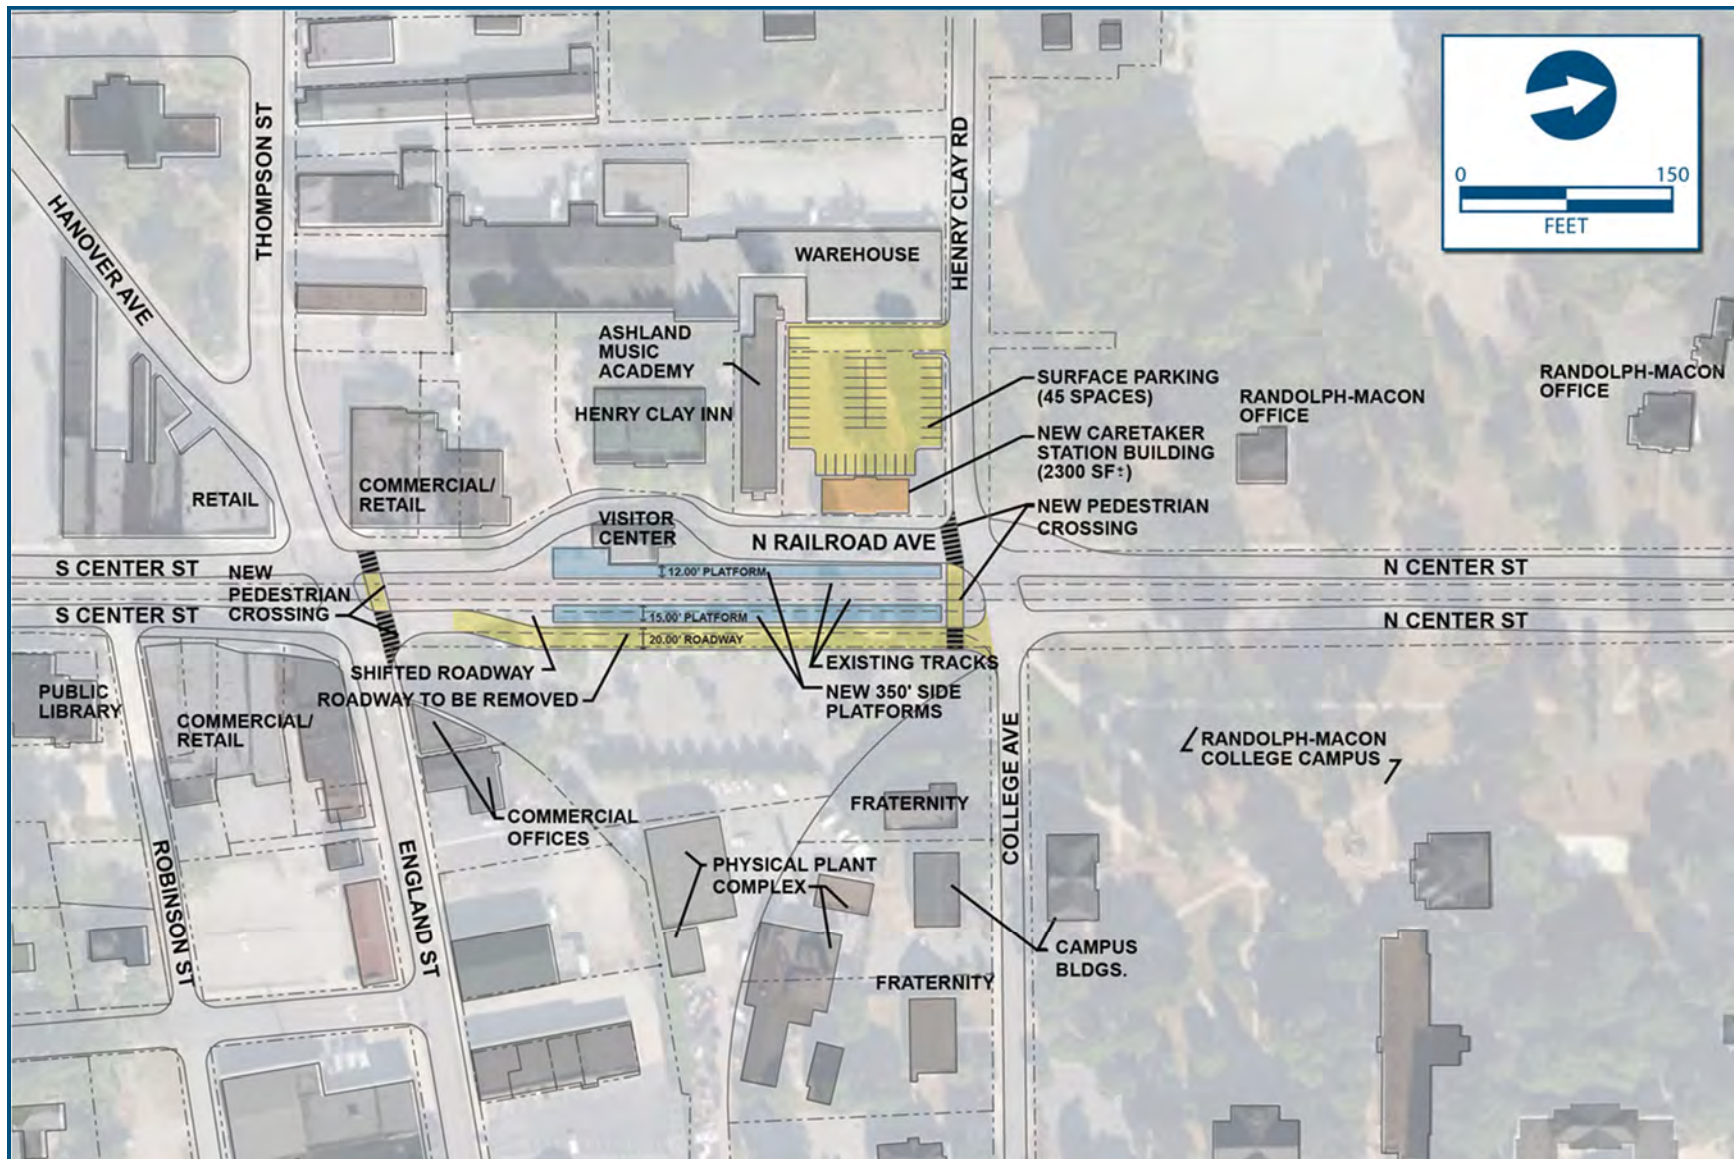 THOMPSON ST
HENRY CLAY RD
0 150
FEET
HANOVER AVE
WAREHOUSE
ASHLAND
MUSIC
ACADEMY
HENRY CLAY INN
SURFACE PARKING
(45 SPACES)
RANDOLPH-MACON
OFFICE
RANDOLPH-MACON
OFFICE
NEW CARETAKER
STATION BUILDING
(2300 SF±)
RETAIL
COMMERCIAL/
RETAIL
NEW PEDESTRIAN
CROSSING
VISITOR
CENTER
N RAILROAD AVE
S CENTER ST
NEW
PEDESTRIAN
CROSSING
12.00' PLATFORM
N CENTER ST
S CENTER ST
15.00' PLATFORM
N CENTER ST
20.00' ROADWAY
SHIFTED ROADWAY
EXISTING TRACKS
ROADWAY TO BE REMOVED
NEW 350' SIDE
PLATFORMS
PUBLIC
LIBRARY
COMMERCIAL/
RETAIL
RANDOLPH-MACON
COLLEGE CAMPUS
COLLEGE AVE
COMMERCIAL
OFFICES
FRATERNITY
ROBINSON ST
ENGLAND ST
PHYSICAL PLANT
COMPLEX
CAMPUS
BLDGS.
FRATERNITY